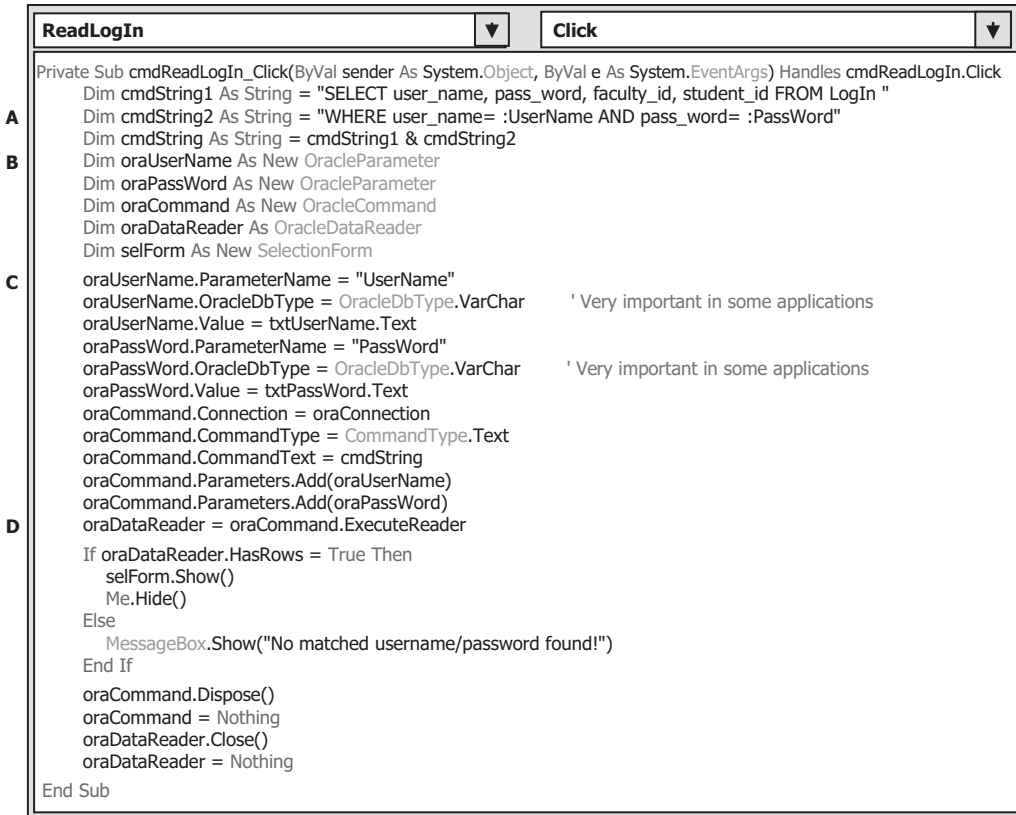 ReadLogIn Click
Private Sub cmdReadLogIn_Click(ByVal sender As System.Object, ByVal e As System.EventArgs) Handles cmdReadLogIn.Click
Dim cmdString1 As String = "SELECT user_name, pass_word, faculty_id, student_id FROM LogIn "
A Dim cmdString2 As String = "WHERE user_name= :UserName AND pass_word= :PassWord"
Dim cmdString As String = cmdString1 & cmdString2
B Dim oraUserName As New OracleParameter
Dim oraPassWord As New OracleParameter
Dim oraCommand As New OracleCommand
Dim oraDataReader As OracleDataReader
Dim selForm As New SelectionForm
C oraUserName.ParameterName = "UserName"
oraUserName.OracleDbType = OracleDbType.VarChar ' Very important in some applications
oraUserName.Value = txtUserName.Text
oraPassWord.ParameterName = "PassWord"
oraPassWord.OracleDbType = OracleDbType.VarChar ' Very important in some applications
oraPassWord.Value = txtPassWord.Text
oraCommand.Connection = oraConnection
oraCommand.CommandType = CommandType.Text
oraCommand.CommandText = cmdString
oraCommand.Parameters.Add(oraUserName)
oraCommand.Parameters.Add(oraPassWord)
D oraDataReader = oraCommand.ExecuteReader
If oraDataReader.HasRows = True Then
selForm.Show()
Me.Hide()
Else
MessageBox.Show("No matched username/password found!")
End If
oraCommand.Dispose()
oraCommand = Nothing
oraDataReader.Close()
oraDataReader = Nothing
End Sub